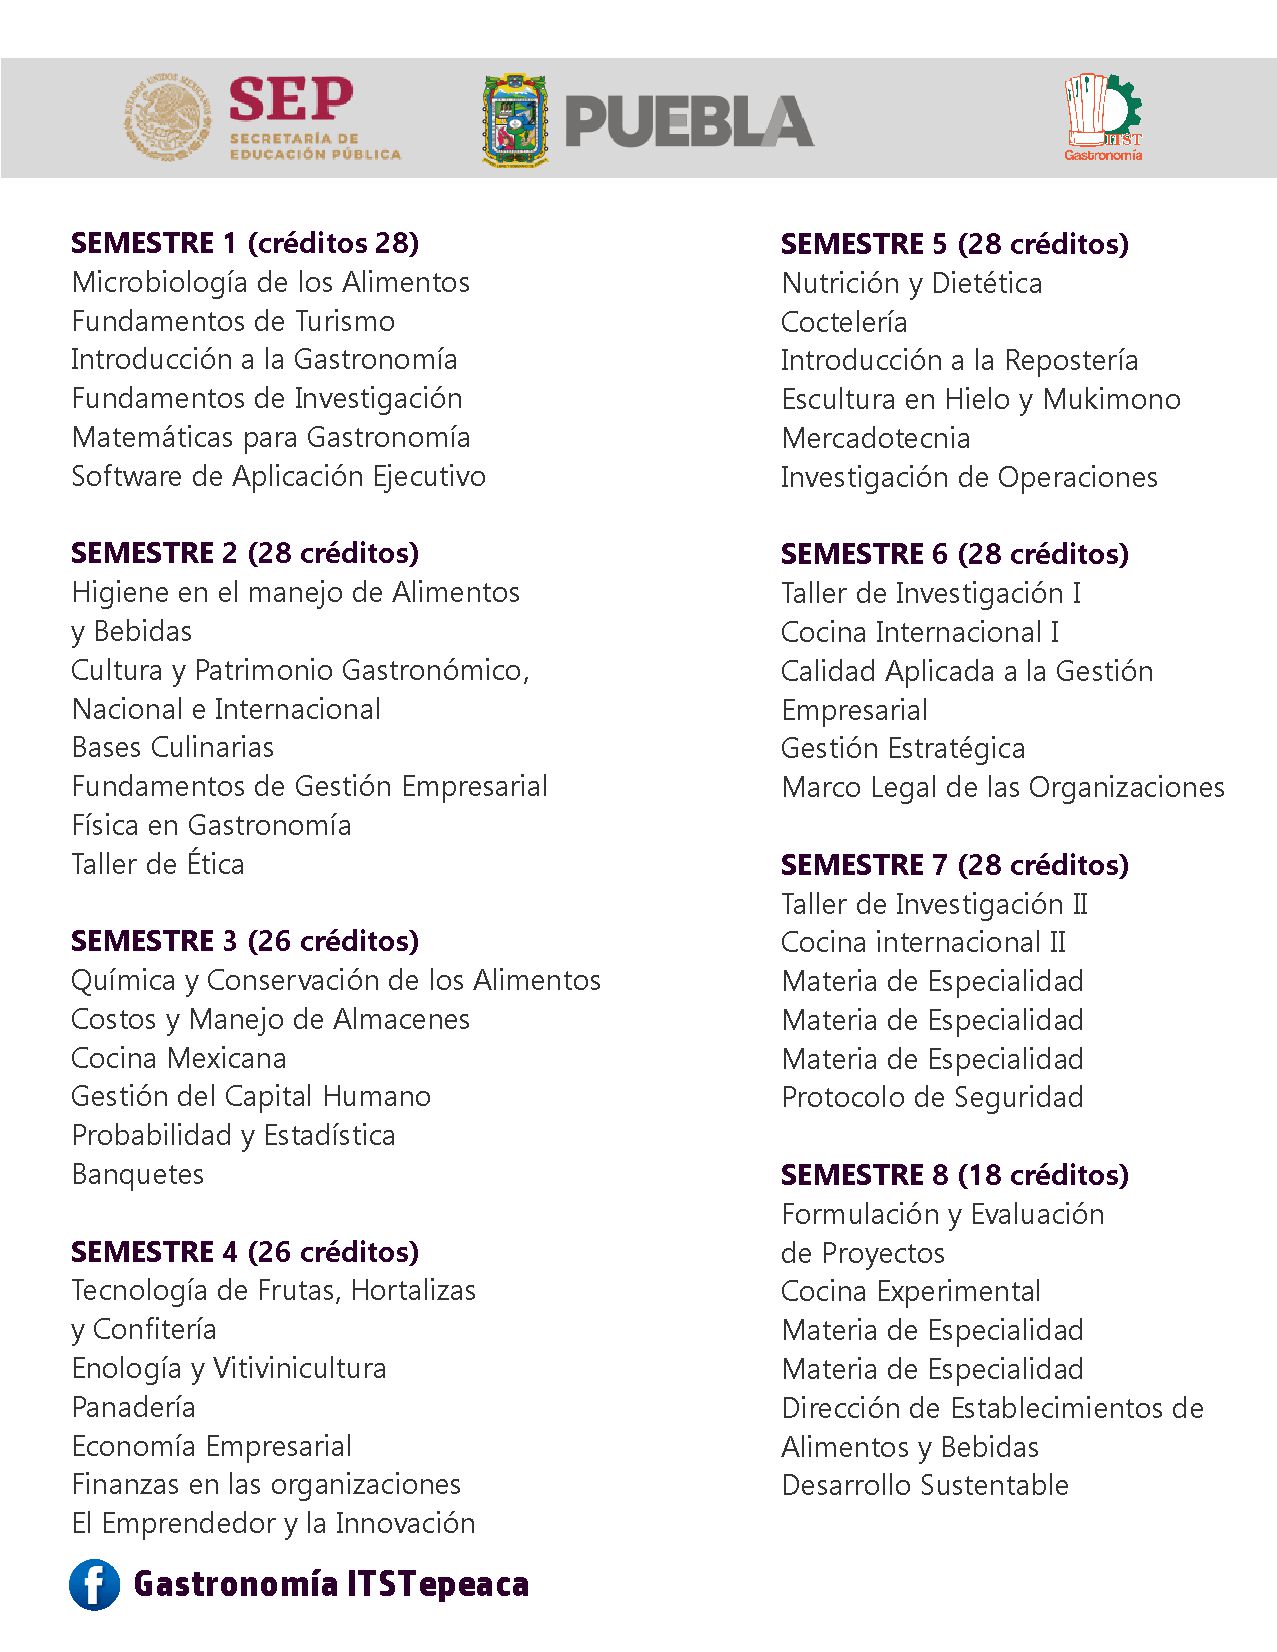 ESTADOS UNIDOS MEXICANOS
SEP
SECRETARÍA DE
EDUCACIÓN PÚBLICA
PUEBLA
ITST
Gastronomía
SEMESTRE 1 (créditos 28)
Microbiología de los Alimentos
Fundamentos de Turismo
Introducción a la Gastronomía
Fundamentos de Investigación
Matemáticas para Gastronomía
Software de Aplicación Ejecutivo
SEMESTRE 2 (28 créditos)
Higiene en el manejo de Alimentos
y Bebidas
Cultura y Patrimonio Gastronómico,
Nacional e Internacional
Bases Culinarias
Fundamentos de Gestión Empresarial
Física en Gastronomía
Taller de Ética
SEMESTRE 3 (26 créditos)
Química y Conservación de los Alimentos
Costos y Manejo de Almacenes
Cocina Mexicana
Gestión del Capital Humano
Probabilidad y Estadística
Banquetes
SEMESTRE 4 (26 créditos)
Tecnología de Frutas, Hortalizas
y Confitería
Enología y Vitivinicultura
Panadería
Economía Empresarial
Finanzas en las organizaciones
El Emprendedor y la Innovación
SEMESTRE 5 (28 créditos)
Nutrición y Dietética
Coctelería
Introducción a la Repostería
Escultura en Hielo y Mukimono
Mercadotecnia
Investigación de Operaciones
SEMESTRE 6 (28 créditos)
Taller de Investigación I
Cocina Internacional I
Calidad Aplicada a la Gestión
Empresarial
Gestión Estratégica
Marco Legal de las Organizaciones
SEMESTRE 7 (28 créditos)
Taller de Investigación II
Cocina internacional II
Materia de Especialidad
Materia de Especialidad
Materia de Especialidad
Protocolo de Seguridad
SEMESTRE 8 (18 créditos)
Formulación y Evaluación
de Proyectos
Cocina Experimental
Materia de Especialidad
Materia de Especialidad
Dirección de Establecimientos de
Alimentos y Bebidas
Desarrollo Sustentable
f Gastronomía ITSTepeaca